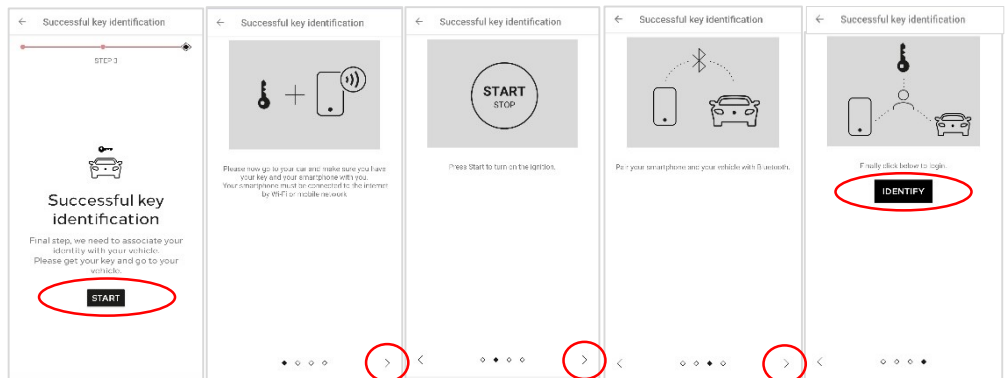 Successful key identification
STEP 3
Successful key
identification
Final step, we need to associate your
identity with your vehicle.
Please get your key and go to your
vehicle.
START
Successful key identification
Please now go to your car and make sure you have
your key and your smartphone with you.
Your smartphone must be connected to the internet
by Wi-Fi or mobile network
Successful key identification
START
STOP
Press Start to turn on the ignition.
Successful key identification
Pair your smartphone and your vehicle with Bluetooth.
Successful key identification
Finally click below to login.
IDENTIFY